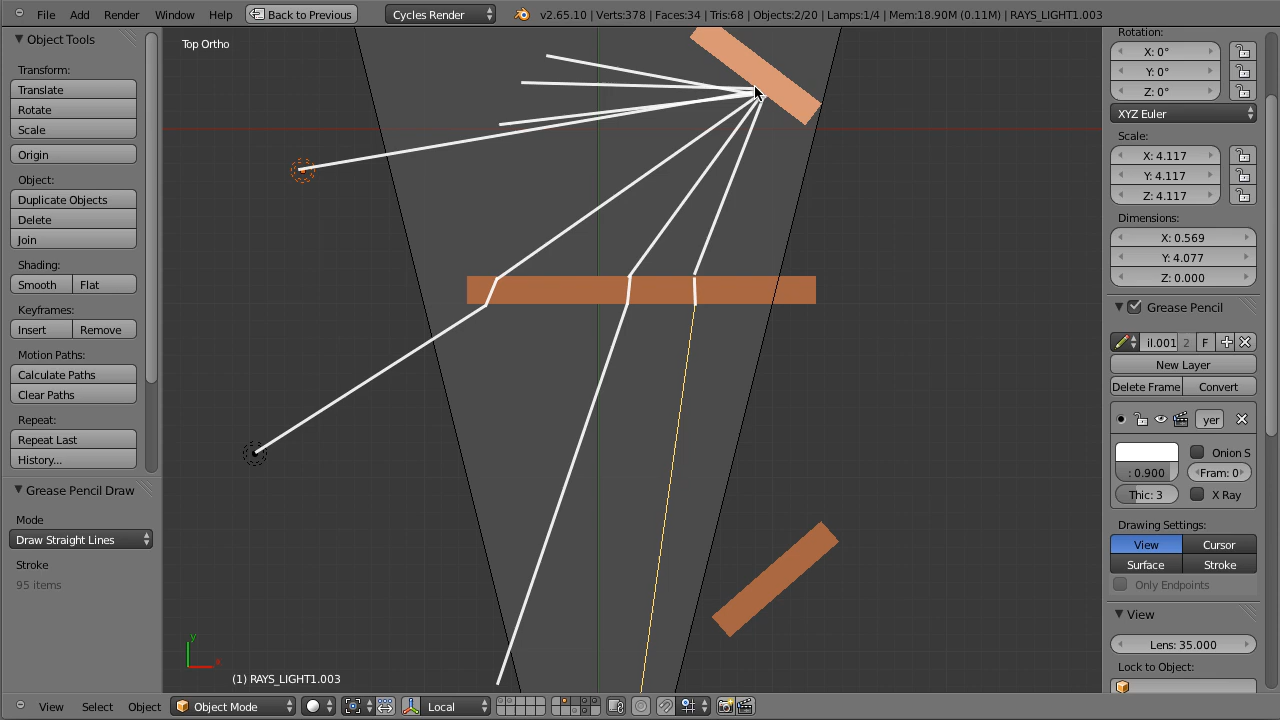 File Add Render Window Help Back to Previous Cycles Render v2.65.10 | Verts:378 | Faces:34 | Tris:68 | Objects:2/20 | Lamps:1/4 | Mem:18.90M (0.11M) | RAYS_LIGHT1.003
Object Tools
Transform:
Translate
Rotate
Scale
Origin
Object:
Duplicate Objects
Delete
Join
Shading:
Smooth Flat
Keyframes:
Insert Remove
Motion Paths:
Calculate Paths
Clear Paths
Repeat:
Repeat Last
History...
Grease Pencil Draw
Mode
Draw Straight Lines
Stroke
95 items
Top Ortho
y
x
(1) RAYS_LIGHT1.003
Rotation:
X: 0°
Y: 0°
Z: 0°
XYZ Euler
Scale:
X: 4.117
Y: 4.117
Z: 4.117
Dimensions:
X: 0.569
Y: 4.077
Z: 0.000
Grease Pencil
il.001 2 F
New Layer
Delete Frame Convert
yer
Onion S
: 0.900 Fram: 0
Thic: 3 X Ray
Drawing Settings:
View Cursor
Surface Stroke
Only Endpoints
View
Lens: 35.000
Lock to Object:
View Select Object Object Mode Local